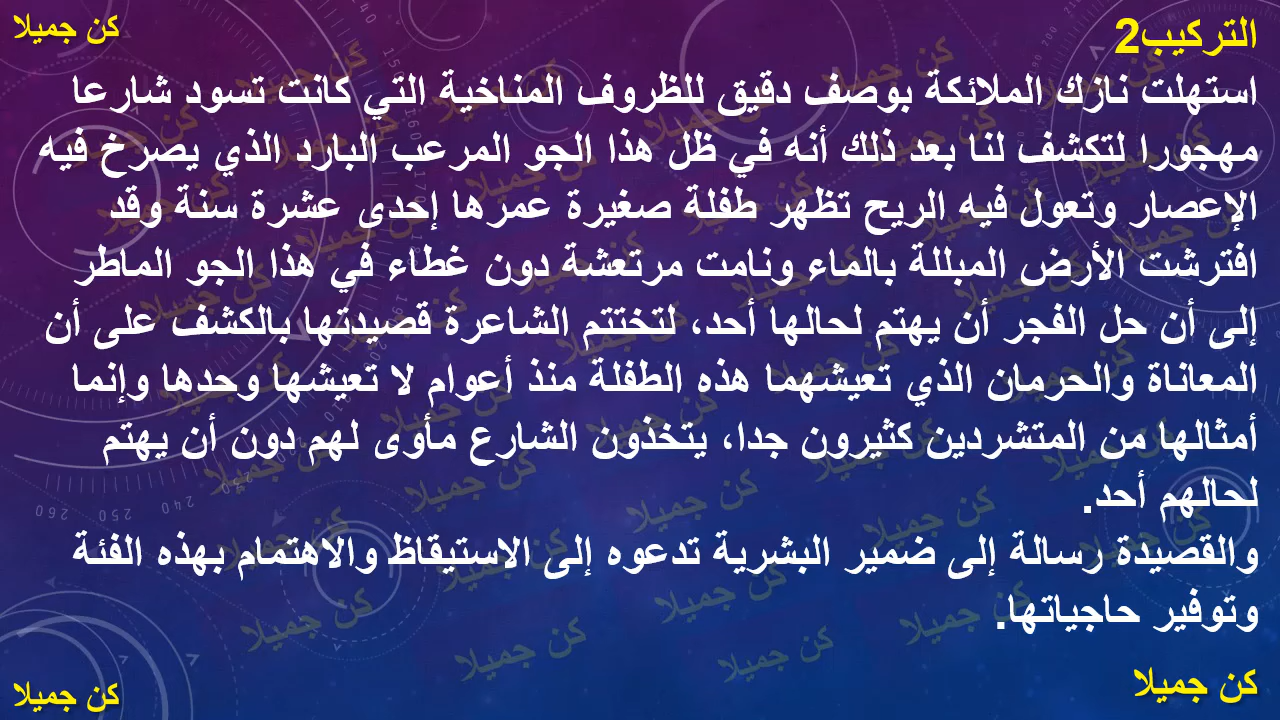 كن جميلا
التركيب2
استهلت نازك الملائكة بوصف دقيق للظروف المناخية التي كانت تسود شارعا
مهجورا لتكشف لنا بعد ذلك أنه في ظل هذا الجو المرعب البارد الذي يصرخ فيه
الإعصار وتعول فيه الريح تظهر طفلة صغيرة عمرها إحدى عشرة سنة وقد
افترشت الأرض المبللة بالماء ونامت مرتعشة دون غطاء في هذا الجو الماطر
إلى أن حل الفجر أن يهتم لحالها أحد، لتختتم الشاعرة قصيدتها بالكشف على أن
المعاناة والحرمان الذي تعيشهما هذه الطفلة منذ أعوام لا تعيشها وحدها وإنما
أمثالها من المتشردين كثيرون جدا، يتخذون الشارع مأوى لهم دون أن يهتم
لحالهم أحد.
والقصيدة رسالة إلى ضمير البشرية تدعوه إلى الاستيقاظ والاهتمام بهذه الفئة
وتوفير حاجياتها.
كن جميلا
كن جميلا